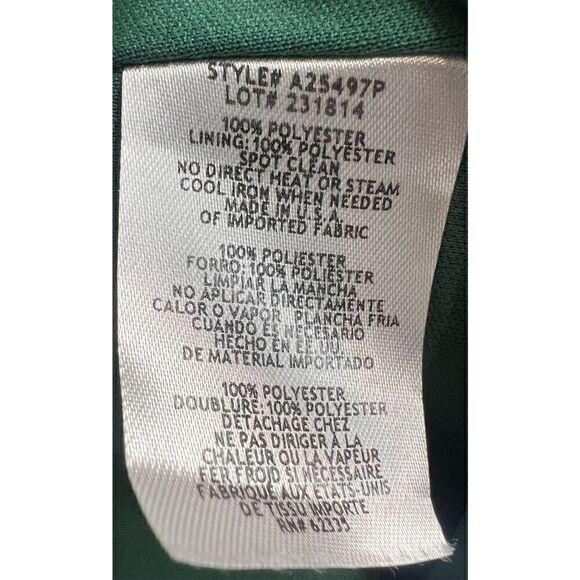 STYLE# A25497P
LOT# 231814
100% POLYESTER
LINING: 100% POLYESTER
SPOT CLEAN
NO DIRECT HEAT OR STEAM
COOL IRON WHEN NEEDED
MADE IN U.S.A.
OF IMPORTED FABRIC
100% POLIESTER
FORRO: 100% POLIESTER
LIMPIAR LA MANCHA
NO APLICAR DIRECTAMENTE
CALOR O VAPOR. PLANCHA FRIA
CUANDO ES NECESARIO
HECHO EN EE.UU.
DE MATERIAL IMPORTADO
100% POLYESTER
DOUBLURE: 100% POLYESTER
DETACHAGE CHEZ
NE PAS DIRIGER À LA
CHALEUR OU LA VAPEUR
FER FROID SI NECESSAIRE
FABRIQUE AUX ETATS-UNIS
DE TISSU IMPORTE
RN# 62335